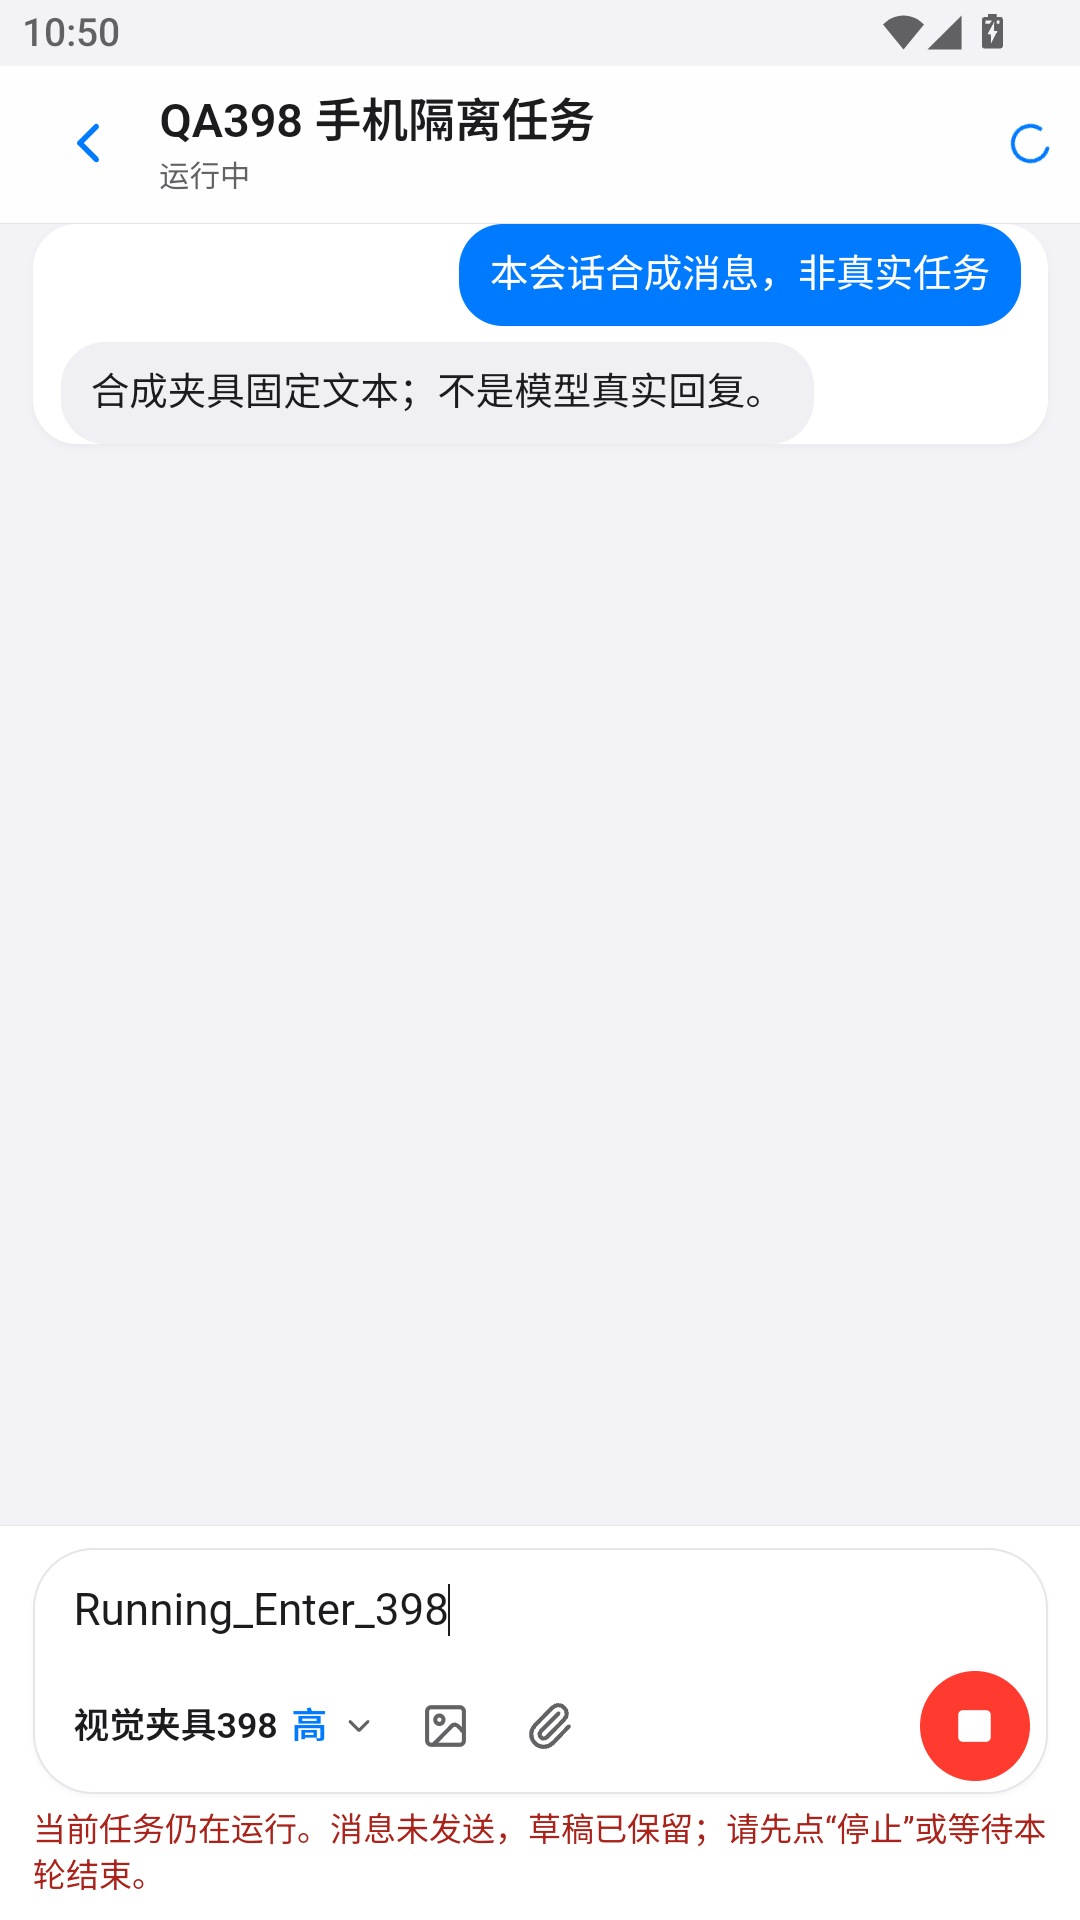 10:50
QA398 手机隔离任务
运行中
本会话合成消息，非真实任务
合成夹具固定文本；不是模型真实回复。
Running_Enter_398
视觉夹具398 高
当前任务仍在运行。消息未发送，草稿已保留；请先点“停止”或等待本
轮结束。